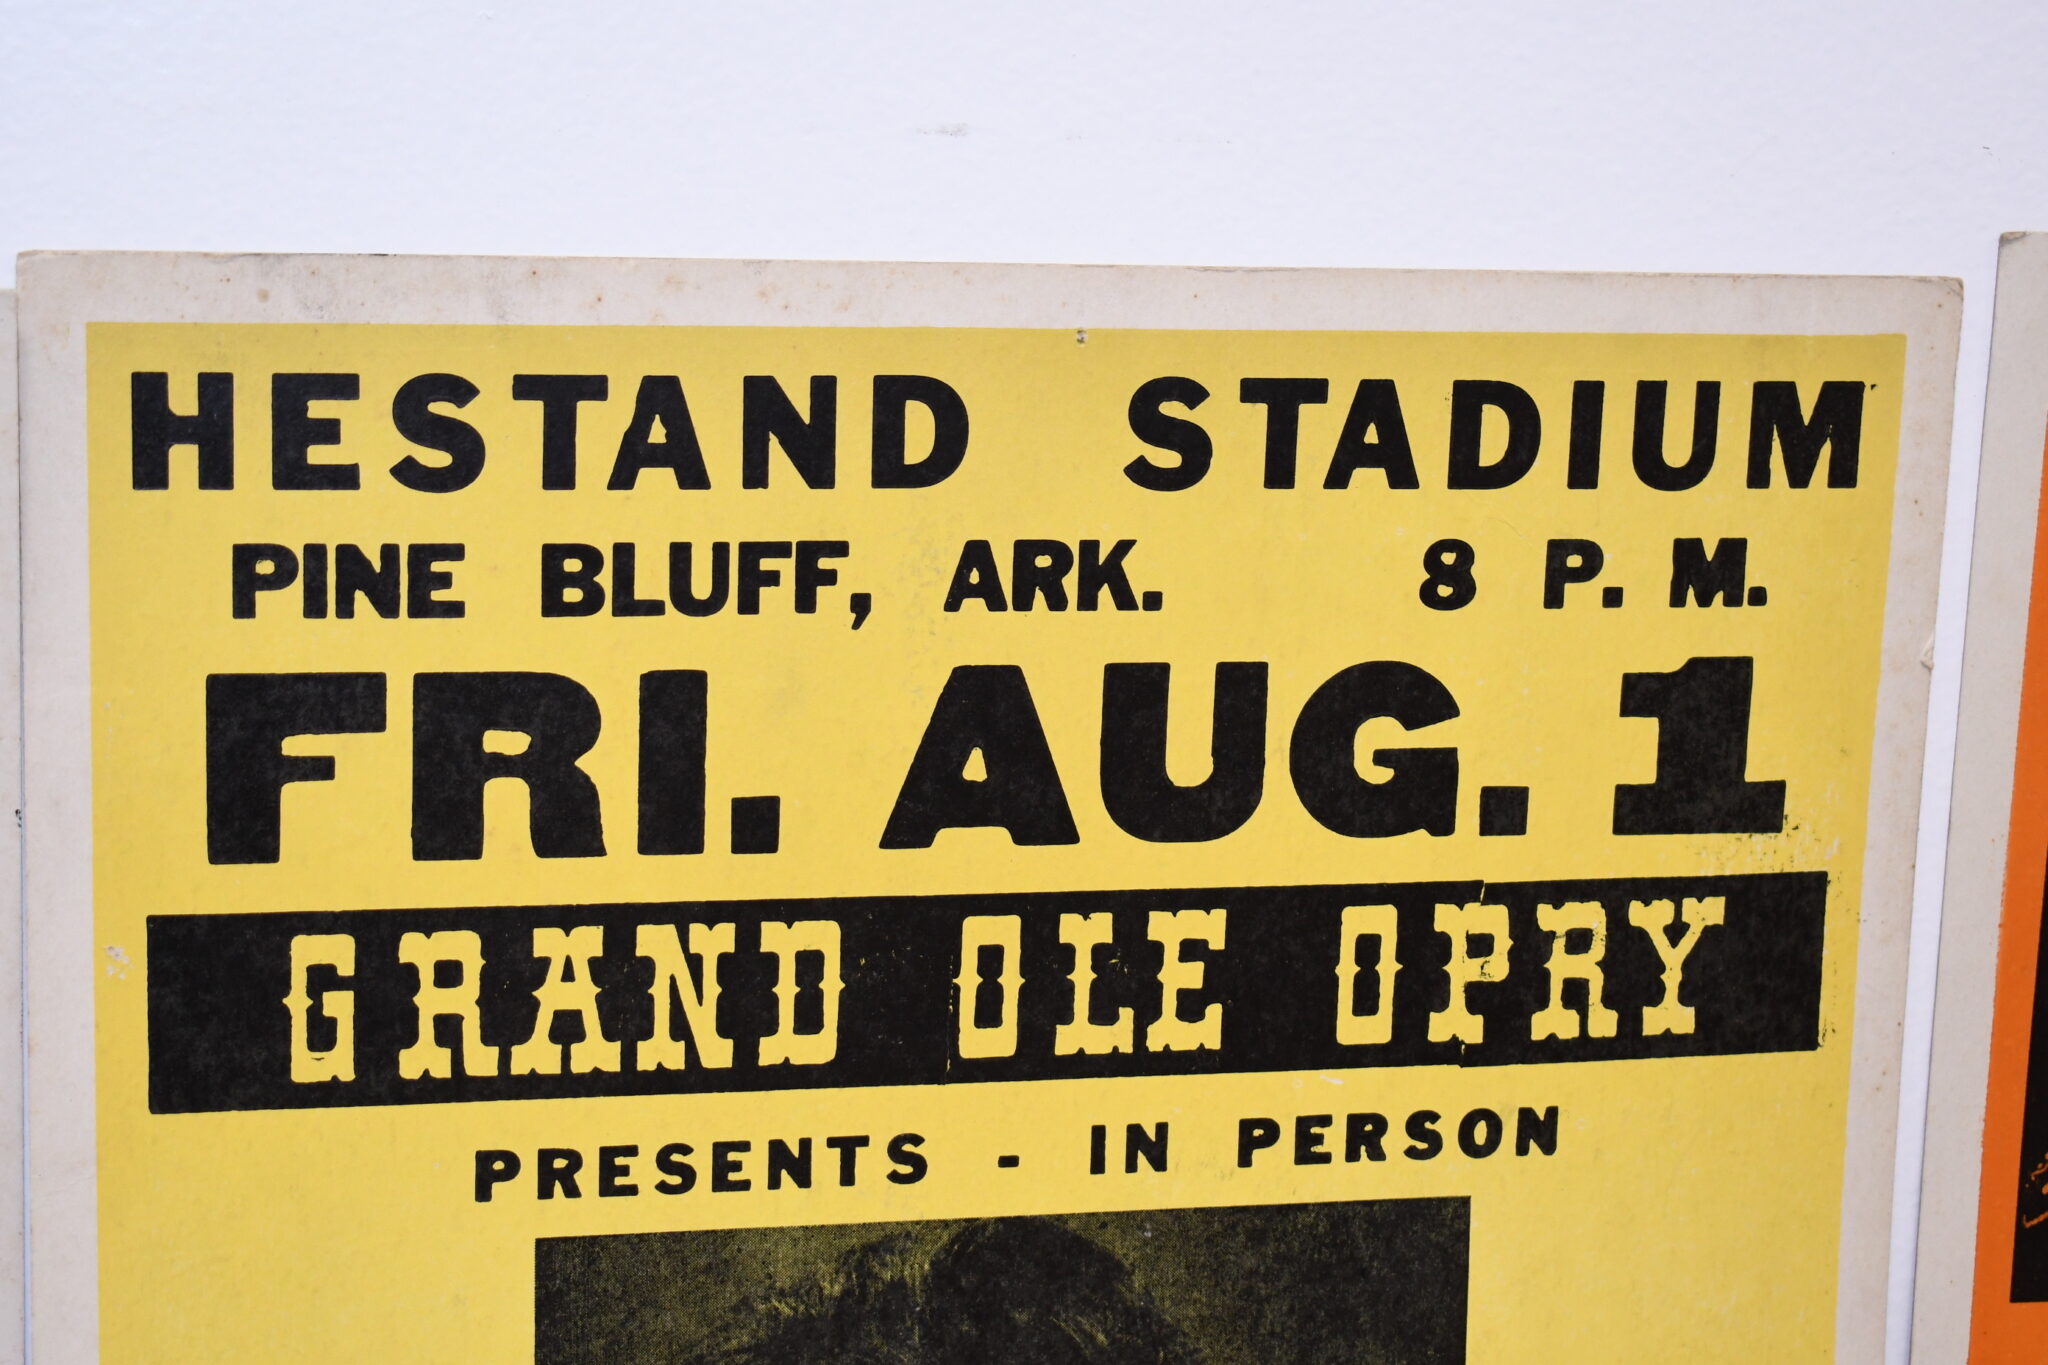 HESTAND STADIUM
PINE BLUFF, ARK. 8 P. M.
FRI. AUG. 1
GRAND OLE OPRY
PRESENTS - IN PERSON